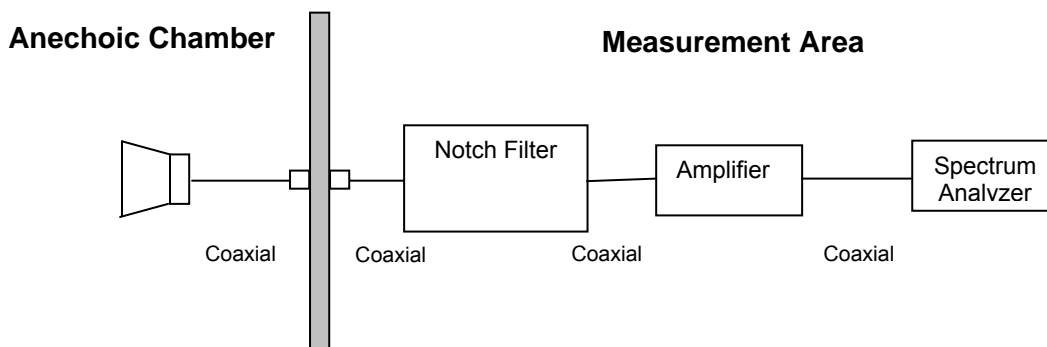 Anechoic Chamber
Measurement Area
Notch Filter
Amplifier
Spectrum
Analvzer
Coaxial
Coaxial
Coaxial
Coaxial